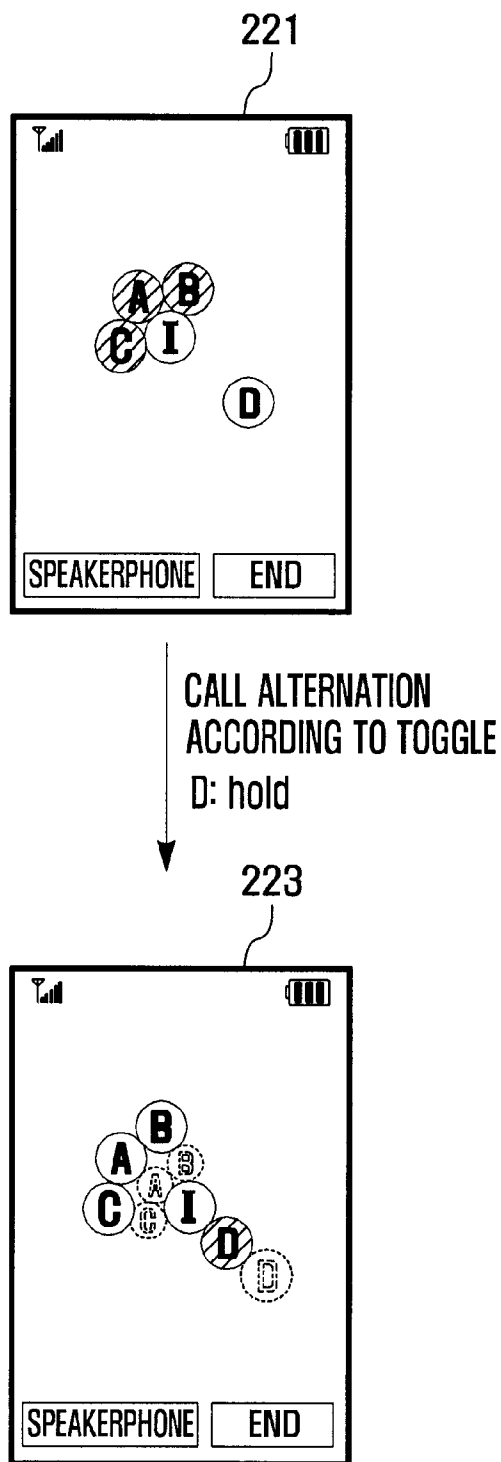 221
A B
C I
D
SPEAKERPHONE END
CALL ALTERNATION
ACCORDING TO TOGGLE
D: hold
223
B
A B
A
C C I
D
D
SPEAKERPHONE END